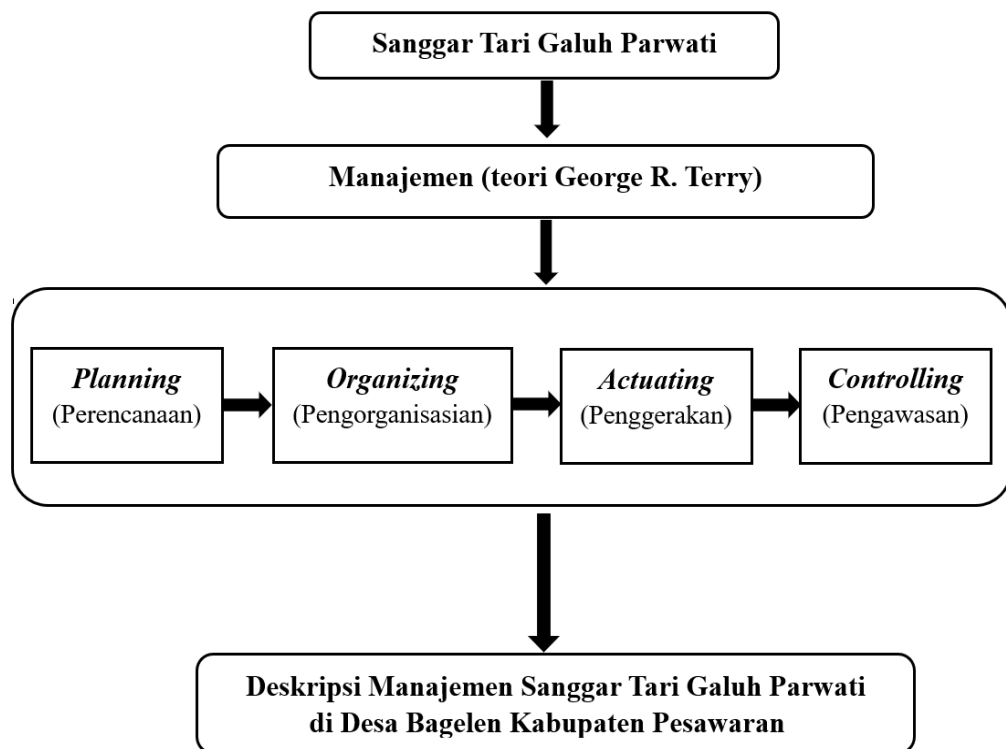 Sanggar Tari Galuh Parwati
Manajemen (teori George R. Terry)
Planning
(Perencanaan)
Organizing
(Pengorganisasian)
Actuating
(Penggerakan)
Controlling
(Pengawasan)
Deskripsi Manajemen Sanggar Tari Galuh Parwati
di Desa Bagelen Kabupaten Pesawaran